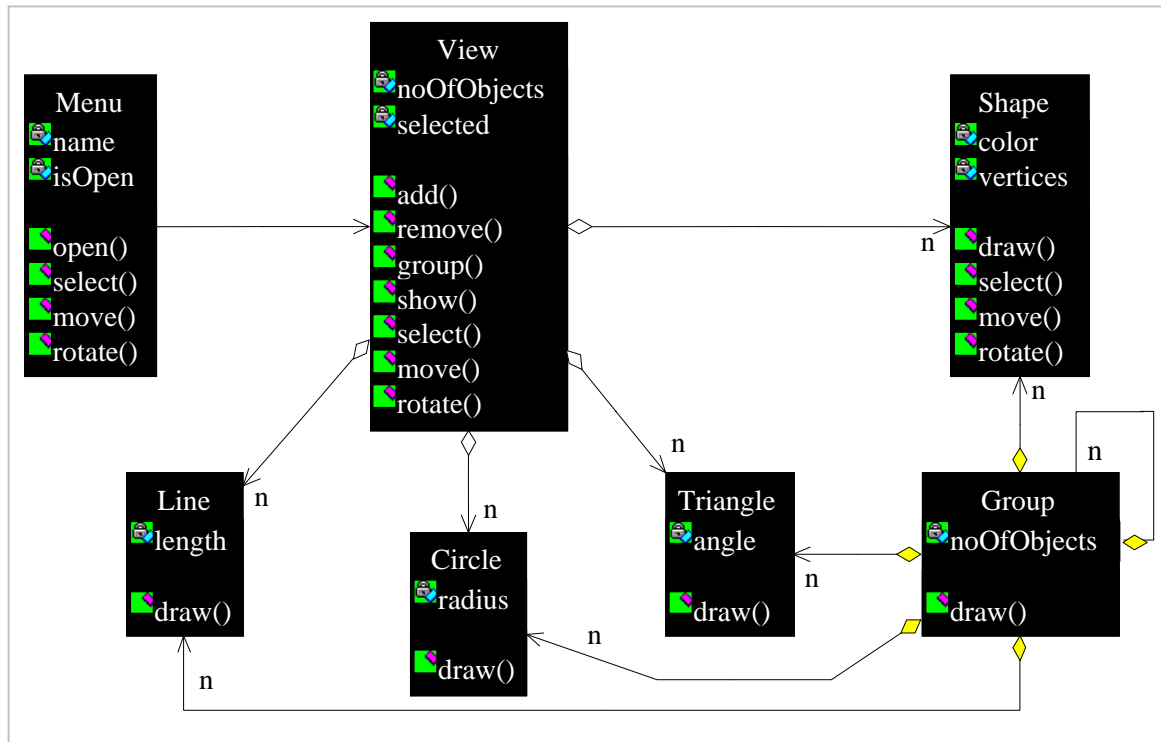 Menu
name
isOpen
open()
select()
move()
rotate()
View
noOfObjects
selected
add()
remove()
group()
show()
select()
move()
rotate()
Shape
color
vertices
draw()
select()
move()
rotate()
n
n
n
n
n
n
Line
length
draw()
Circle
radius
draw()
Triangle
angle
draw()
Group
noOfObjects
draw()
n
n
n